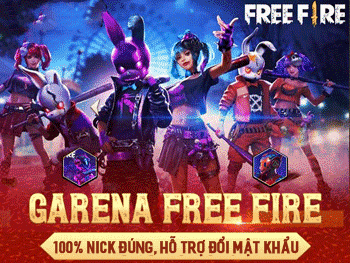 FREE FIRE
GARENA FREE FIRE
100% NICK ĐÚNG, HỖ TRỢ ĐỔI MẬT KHẨU